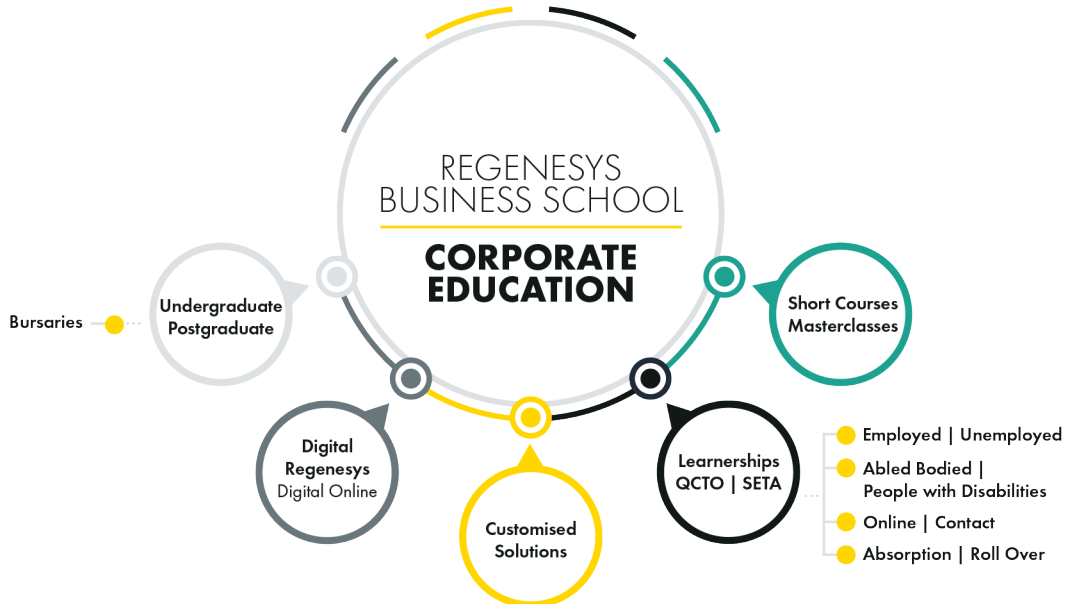 REGENESYS
BUSINESS SCHOOL
CORPORATE
EDUCATION
Bursaries
Undergraduate
Postgraduate
Digital
Regenesys
Digital Online
Customised
Solutions
Learnerships
QCTO | SETA
Short Courses
Masterclasses
Employed | Unemployed
Abled Bodied |
People with Disabilities
Online | Contact
Absorption | Roll Over